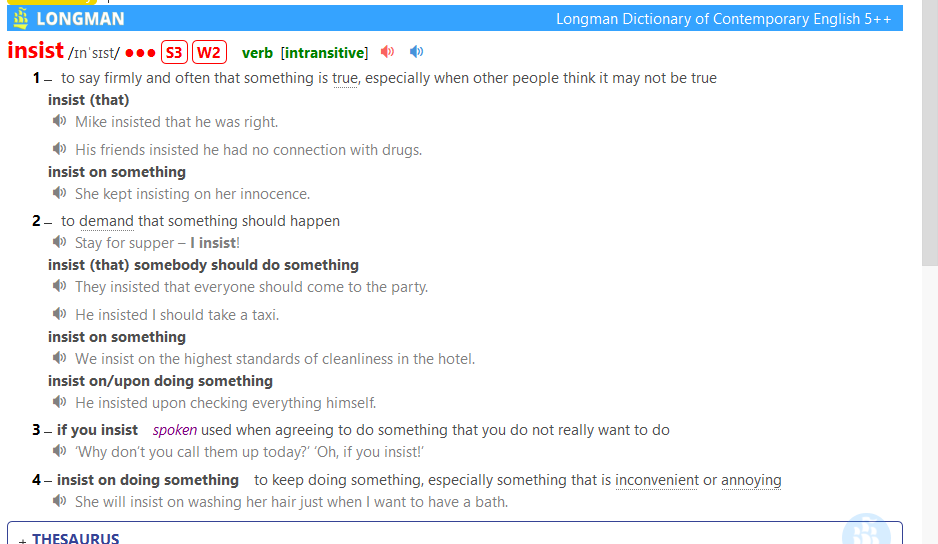 LONGMAN Longman Dictionary of Contemporary English 5++
insist /ɪnˈsɪst/ ●●● S3 W2 verb [intransitive]
1 – to say firmly and often that something is true, especially when other people think it may not be true
insist (that)
Mike insisted that he was right.
His friends insisted he had no connection with drugs.
insist on something
She kept insisting on her innocence.
2 – to demand that something should happen
Stay for supper – I insist!
insist (that) somebody should do something
They insisted that everyone should come to the party.
He insisted I should take a taxi.
insist on something
We insist on the highest standards of cleanliness in the hotel.
insist on/upon doing something
He insisted upon checking everything himself.
3 – if you insist spoken used when agreeing to do something that you do not really want to do
‘Why don’t you call them up today?’ ‘Oh, if you insist!’
4 – insist on doing something to keep doing something, especially something that is inconvenient or annoying
She will insist on washing her hair just when I want to have a bath.
+ THESAURUS